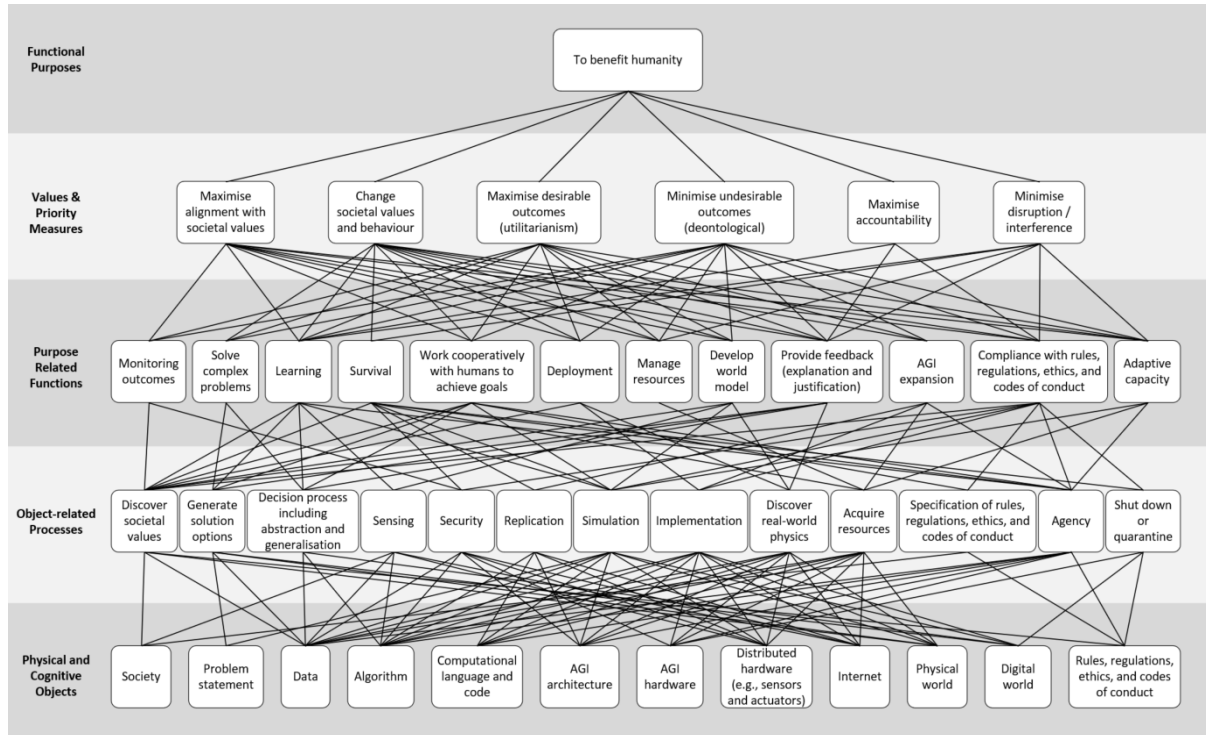 Functional
Purposes
To benefit humanity
Values &
Priority
Measures
Maximise
alignment with
societal values
Change
societal values
and behaviour
Maximise desirable
outcomes
(utilitarianism)
Minimise undesirable
outcomes
(deontological)
Maximise
accountability
Minimise
disruption /
interference
Purpose
Related
Functions
Monitoring
outcomes
Solve
complex
problems
Learning
Survival
Work cooperatively
with humans to
achieve goals
Deployment
Manage
resources
Develop
world
model
Provide feedback
(explanation and
justification)
AGI
expansion
Compliance with rules,
regulations, ethics, and
codes of conduct
Adaptive
capacity
Object-related
Processes
Discover
societal
values
Generate
solution
options
Decision process
including
abstraction and
generalisation
Sensing
Security
Replication
Simulation
Implementation
Discover
real-world
physics
Acquire
resources
Specification of rules,
regulations, ethics, and
codes of conduct
Agency
Shut down
or
quarantine
Physical and
Cognitive
Objects
Society
Problem
statement
Data
Algorithm
Computational
language and
code
AGI
architecture
AGI
hardware
Distributed
hardware
(e.g., sensors
and actuators)
Internet
Physical
world
Digital
world
Rules, regulations,
ethics, and codes
of conduct